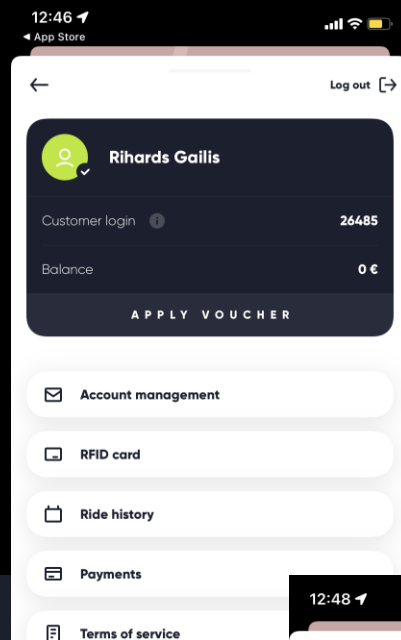 12:46
◀ App Store
Log out
Rihards Gailis
Customer login
26485
Balance
0 €
APPLY VOUCHER
Account management
RFID card
Ride history
Payments
12:48
Terms of service